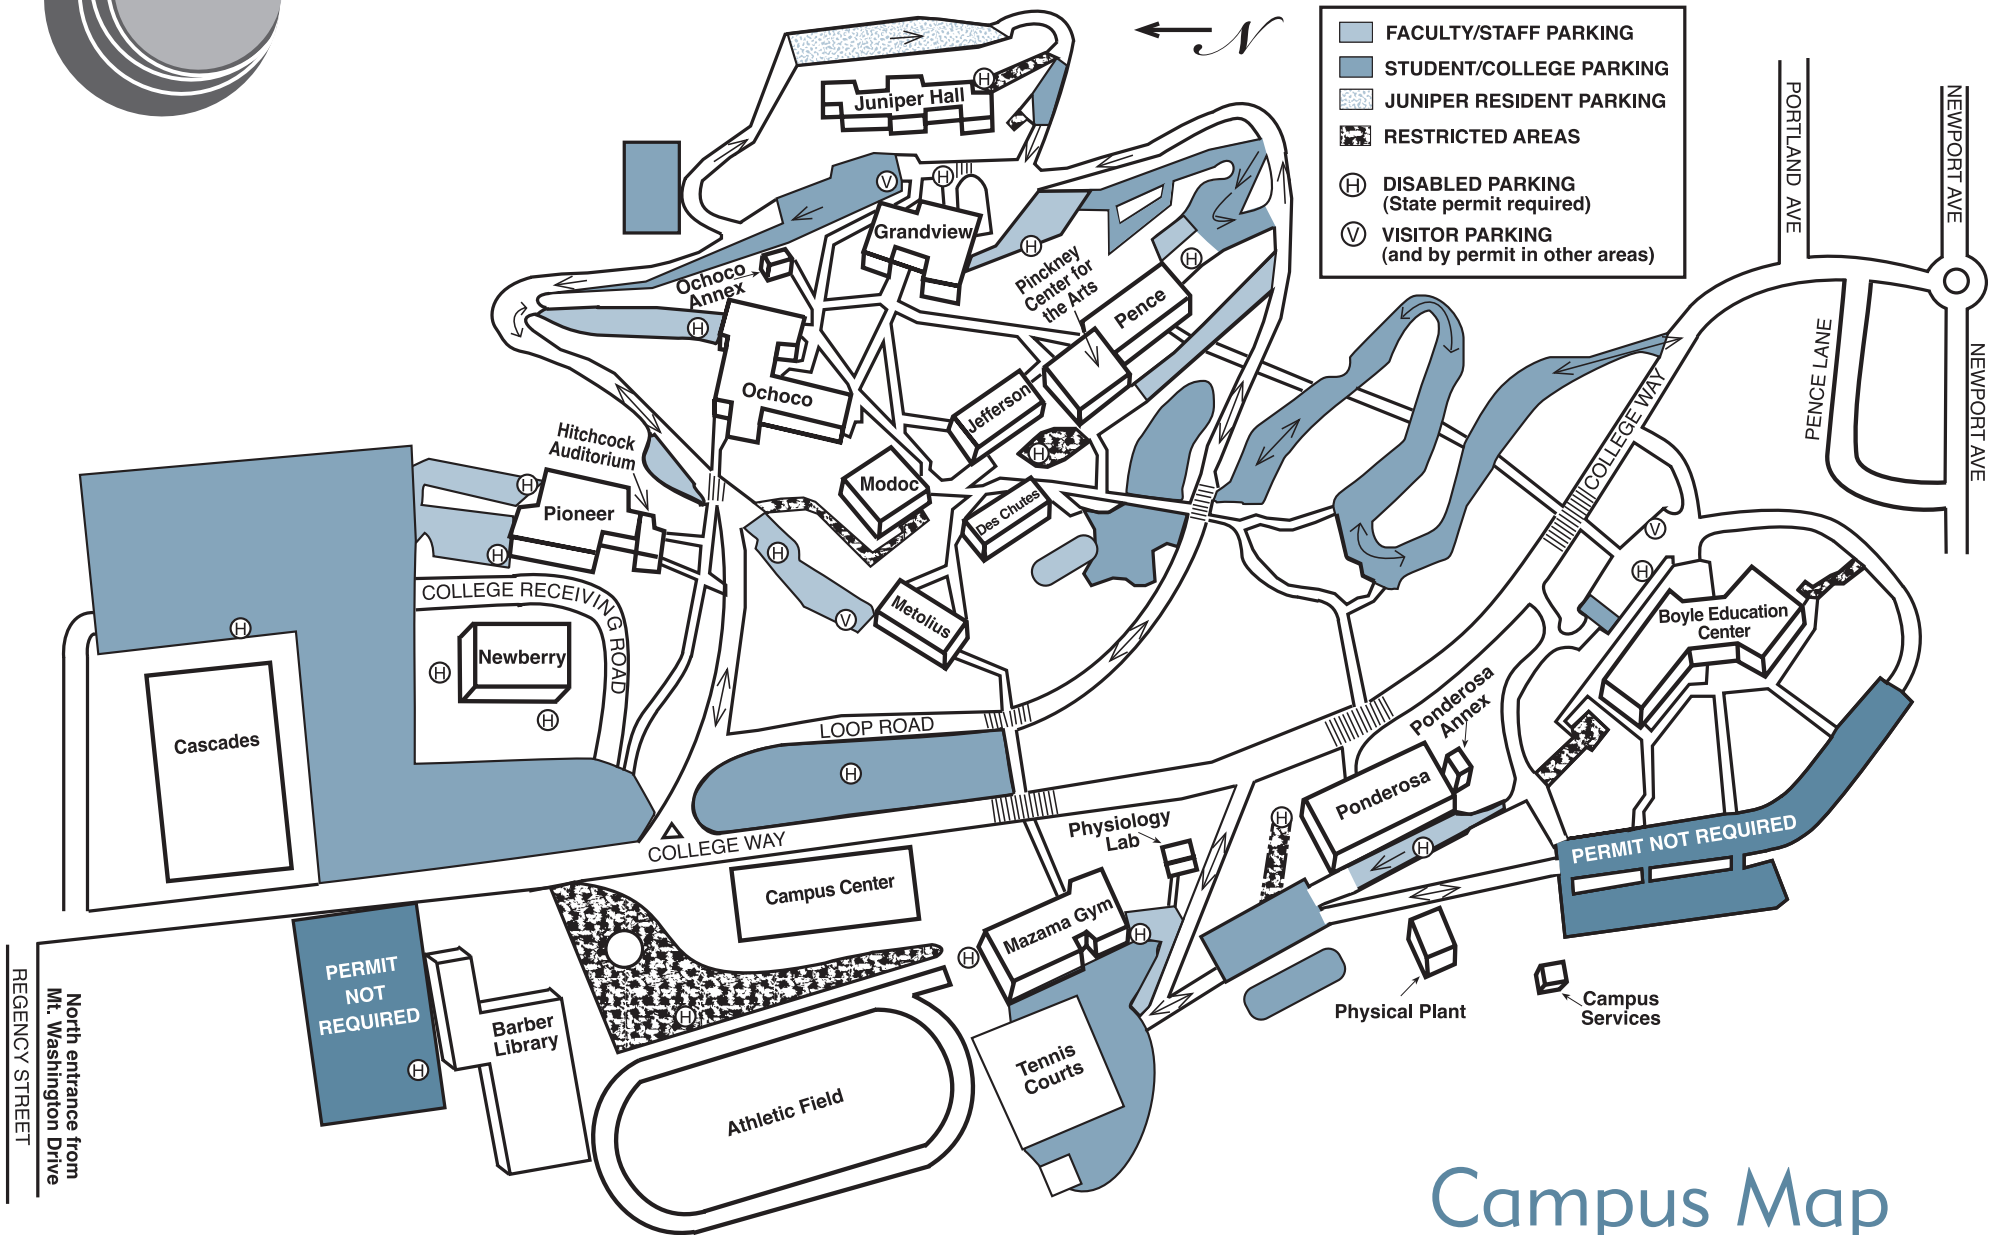 N
FACULTY/STAFF PARKING
STUDENT/COLLEGE PARKING
JUNIPER RESIDENT PARKING
RESTRICTED AREAS
H DISABLED PARKING
(State permit required)
V VISITOR PARKING
(and by permit in other areas)
PORTLAND AVE
NEWPORT AVE
NEWPORT AVE
PENCE LANE
COLLEGE WAY
H
Juniper Hall
V
H
Grandview
H
Ochoco
Annex
Pinckney
Center for
the Arts
H
Pence
H
Ochoco
Jefferson
H
Hitchcock
Auditorium
H
Pioneer
H
Modoc
Des Chutes
H
V
Metolius
COLLEGE RECEIVING ROAD
Newberry
H
H
H
Cascades
LOOP ROAD
H
COLLEGE WAY
V
H
Boyle Education
Center
Ponderosa
Annex
Ponderosa
H
H
PERMIT NOT REQUIRED
Physiology
Lab
Campus Center
Mazama Gym
H
H
H
PERMIT
NOT
REQUIRED
H
Barber
Library
Athletic Field
Tennis
Courts
Physical Plant
Campus
Services
North entrance from
Mt. Washington Drive
REGENCY STREET
Campus Map